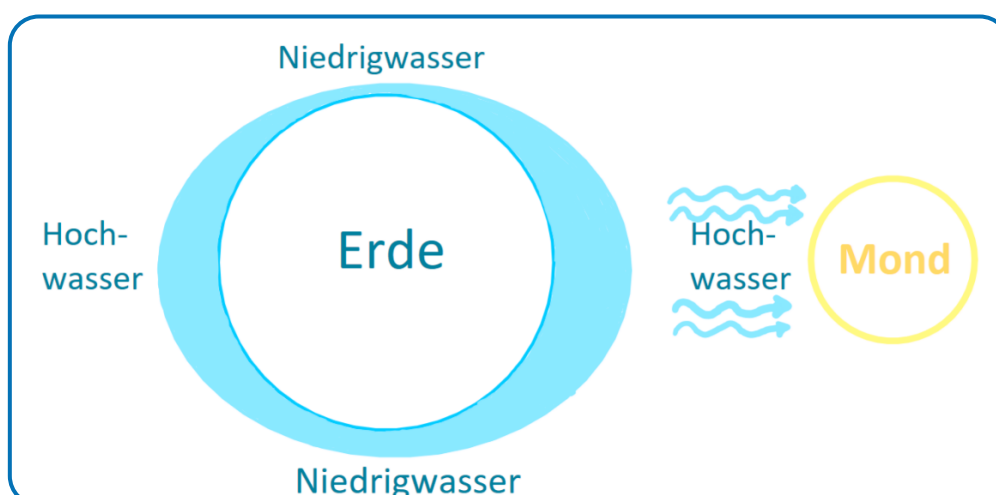 Niedrigwasser
Hoch-
wasser
Erde
Hoch-
wasser
Mond
Niedrigwasser